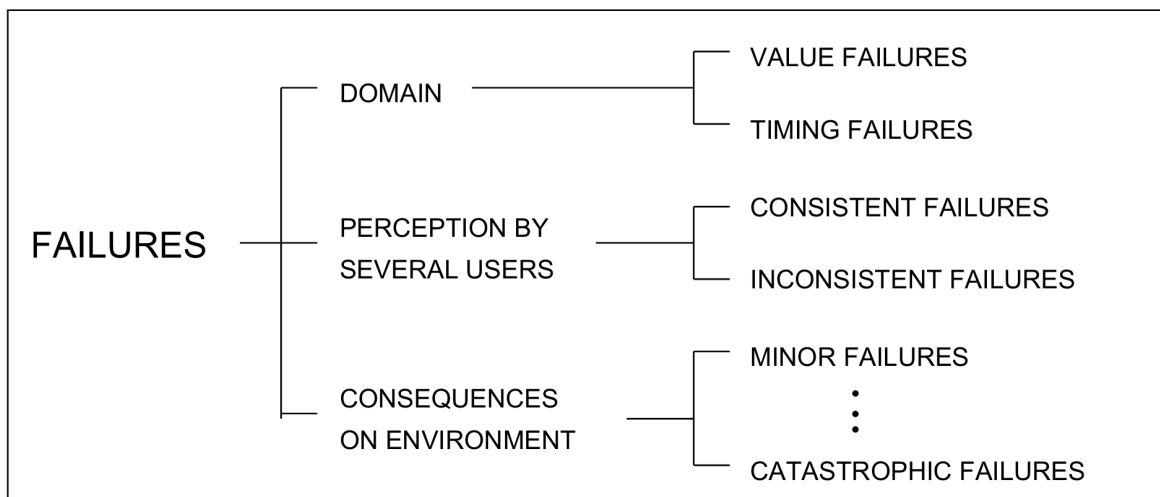 FAILURES
DOMAIN
VALUE FAILURES
TIMING FAILURES
PERCEPTION BY
SEVERAL USERS
CONSISTENT FAILURES
INCONSISTENT FAILURES
CONSEQUENCES
ON ENVIRONMENT
MINOR FAILURES
CATASTROPHIC FAILURES